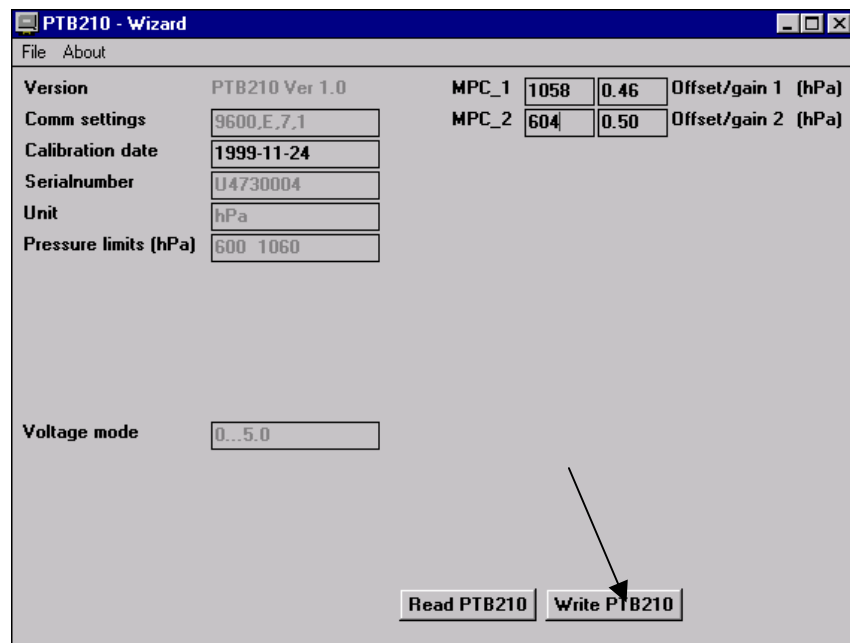 PTB210 - Wizard
File About
Version PTB210 Ver 1.0
Comm settings 9600,E,7,1
Calibration date 1999-11-24
Serialnumber U4730004
Unit hPa
Pressure limits (hPa) 600 1060
MPC_1 1058 0.46 Offset/gain 1 (hPa)
MPC_2 604 0.50 Offset/gain 2 (hPa)
Voltage mode 0...5.0
Read PTB210 Write PTB210